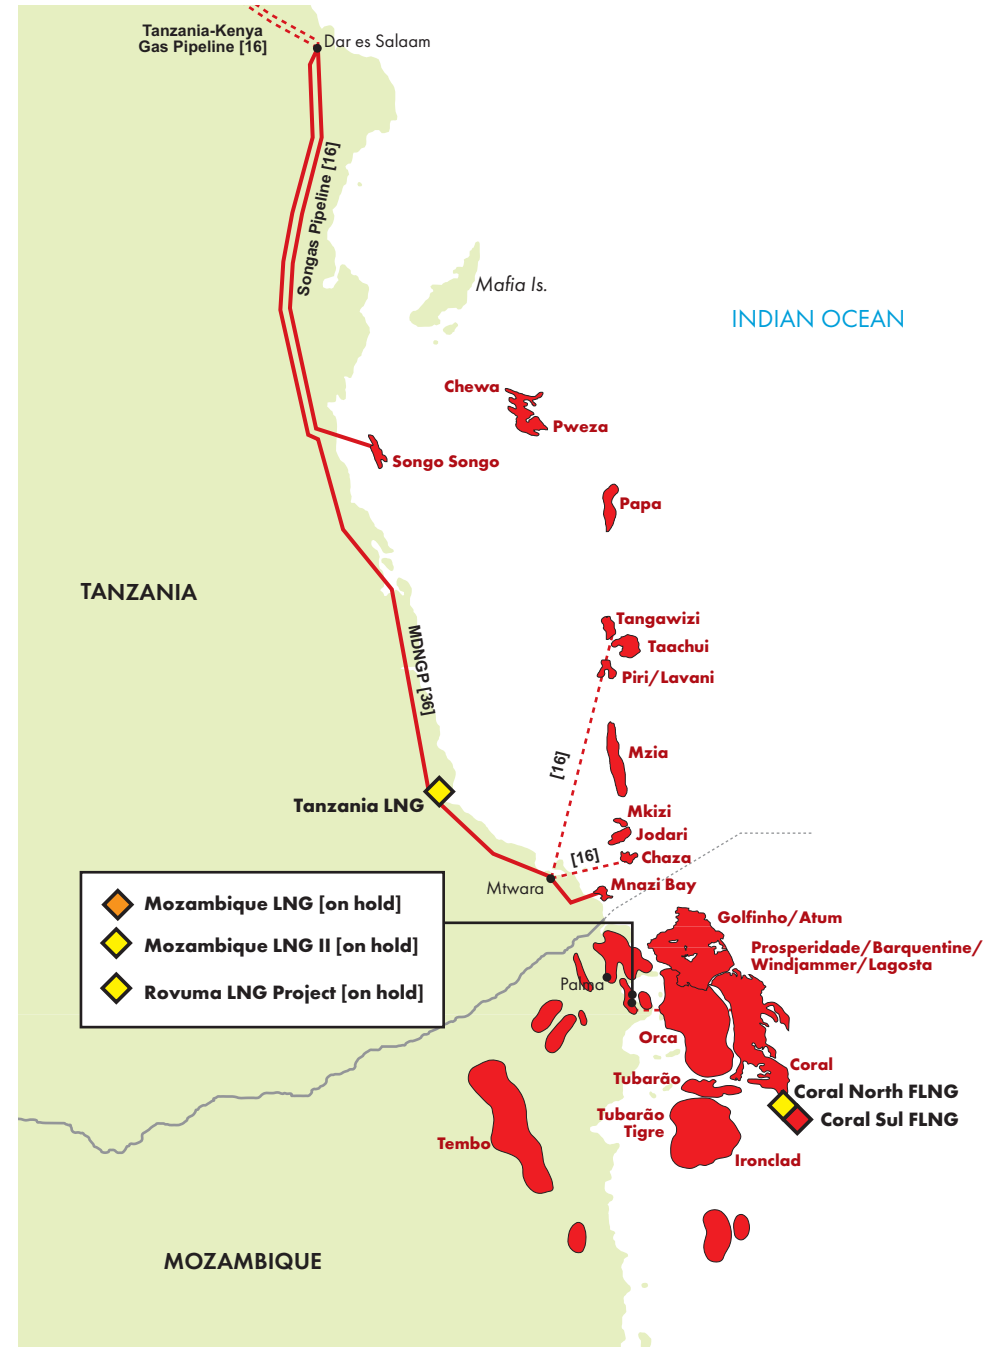 Tanzania-Kenya
Gas Pipeline [16]
Dar es Salaam
Songas Pipeline [16]
Mafia Is.
INDIAN OCEAN
Chewa
Pweza
Songo Songo
Papa
TANZANIA
Tangawizi
Taachui
MDNGP [36]
Piri/Lavani
[16]
Mzia
Tanzania LNG
Mkizi
Jodari
[16]
Chaza
Mtwara
Mnazi Bay
Mozambique LNG [on hold]
Mozambique LNG II [on hold]
Rovuma LNG Project [on hold]
Golfinho/Atum
Prosperidade/Barquentine/
Windjammer/Lagosta
Palma
Orca
Coral
Tubarão
Coral North FLNG
Coral Sul FLNG
Tubarão
Tigre
Tembo
Ironclad
MOZAMBIQUE